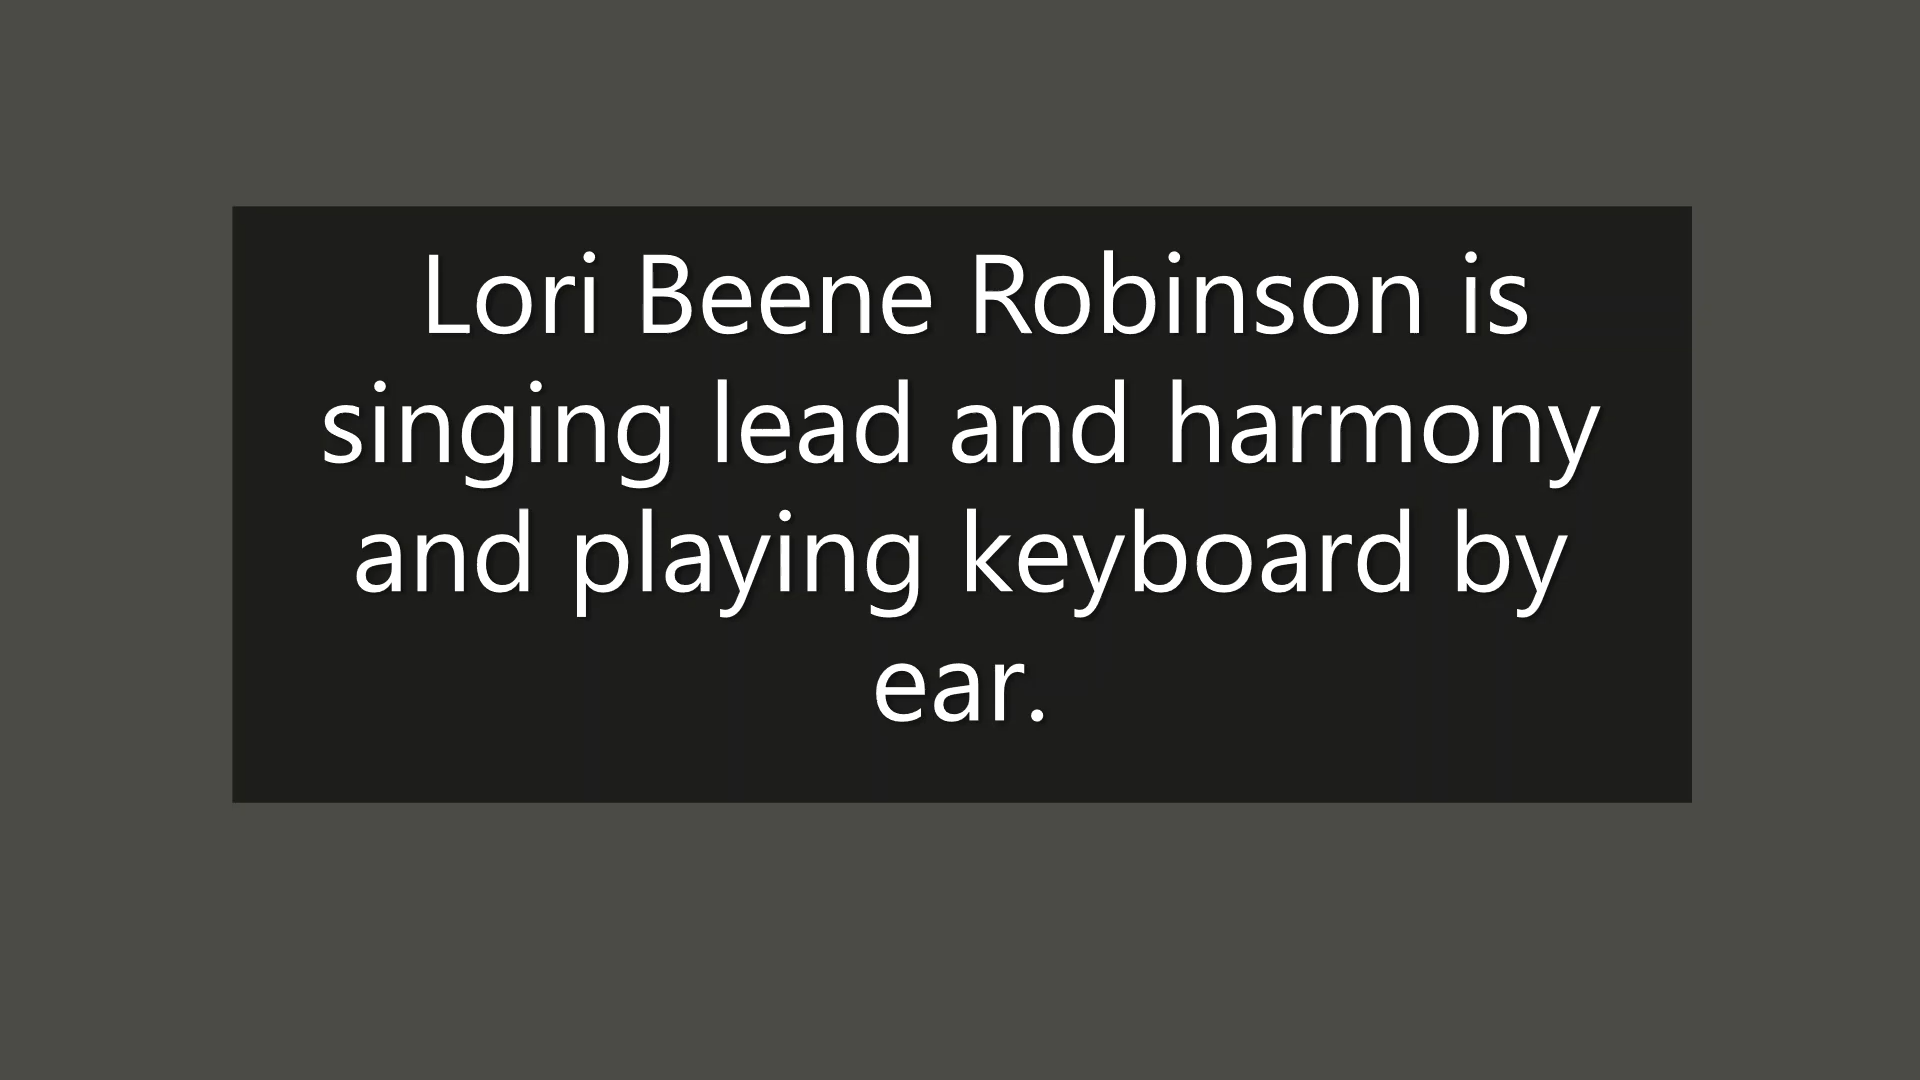 Lori Beene Robinson is
singing lead and harmony
and playing keyboard by
ear.